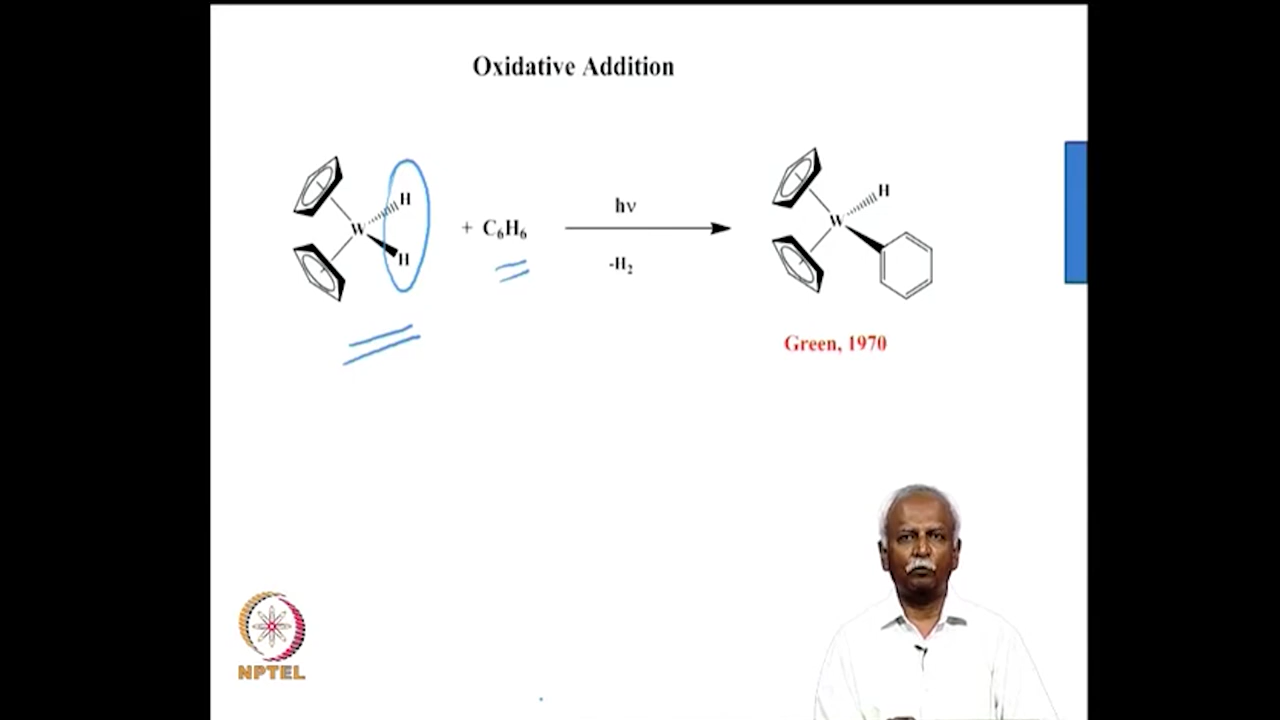 Oxidative Addition
H
W
H
+ C₆H₆
hν
-H₂
H
W
Green, 1970
NPTEL